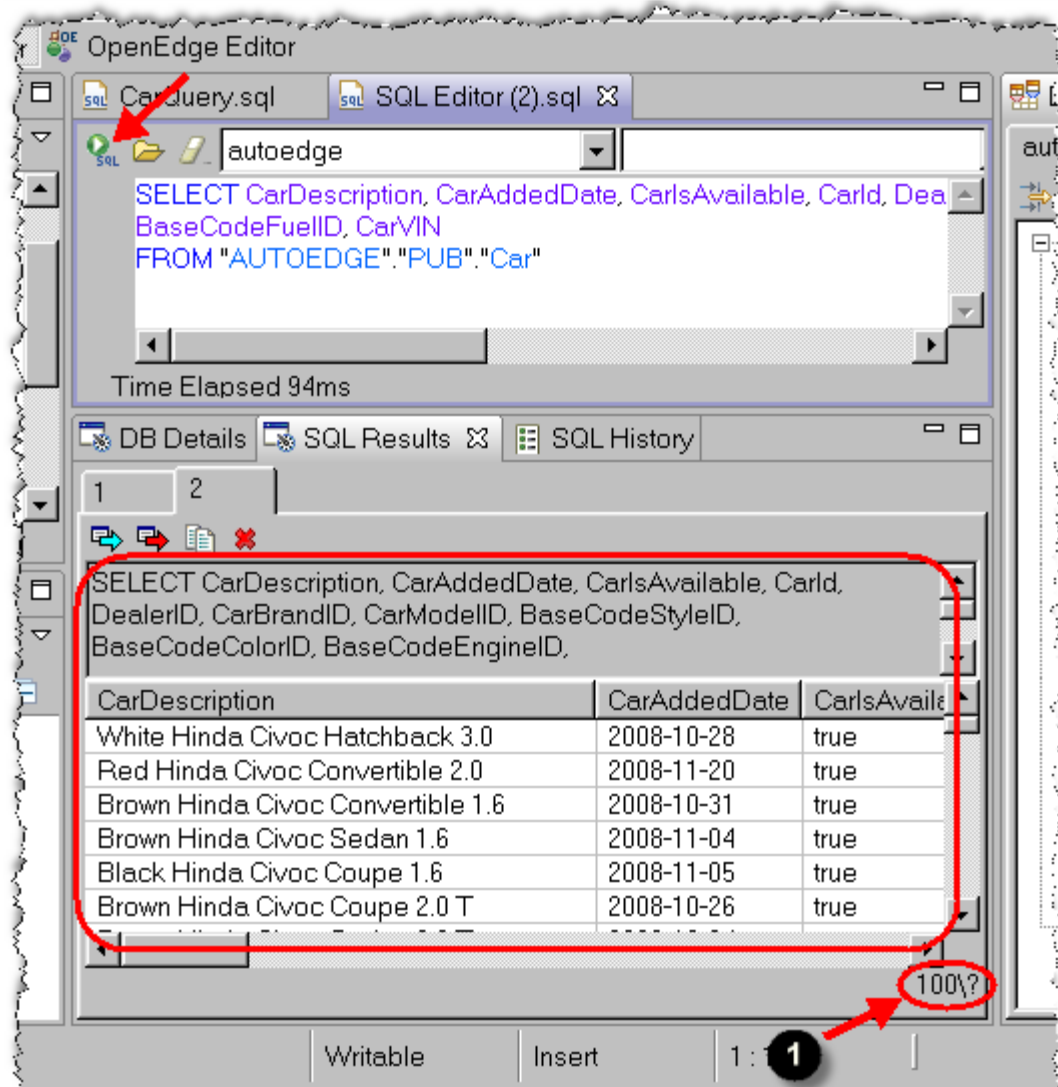 OpenEdge Editor
CarQuery.sql
SQL Editor (2).sql
autoedge
SELECT CarDescription, CarAddedDate, CarIsAvailable, CarId, Dea
BaseCodeFuelID, CarVIN
FROM "AUTOEDGE"."PUB"."Car"
Time Elapsed 94ms
DB Details
SQL Results
SQL History
1
2
SELECT CarDescription, CarAddedDate, CarIsAvailable, CarId,
DealerID, CarBrandID, CarModelID, BaseCodeStyleID,
BaseCodeColorID, BaseCodeEngineID,
CarDescription CarAddedDate CarIsAvaila
White Hinda Civoc Hatchback 3.0 2008-10-28 true
Red Hinda Civoc Convertible 2.0 2008-11-20 true
Brown Hinda Civoc Convertible 1.6 2008-10-31 true
Brown Hinda Civoc Sedan 1.6 2008-11-04 true
Black Hinda Civoc Coupe 1.6 2008-11-05 true
Brown Hinda Civoc Coupe 2.0 T 2008-10-26 true
100\?
Writable Insert 1 :
1
aut